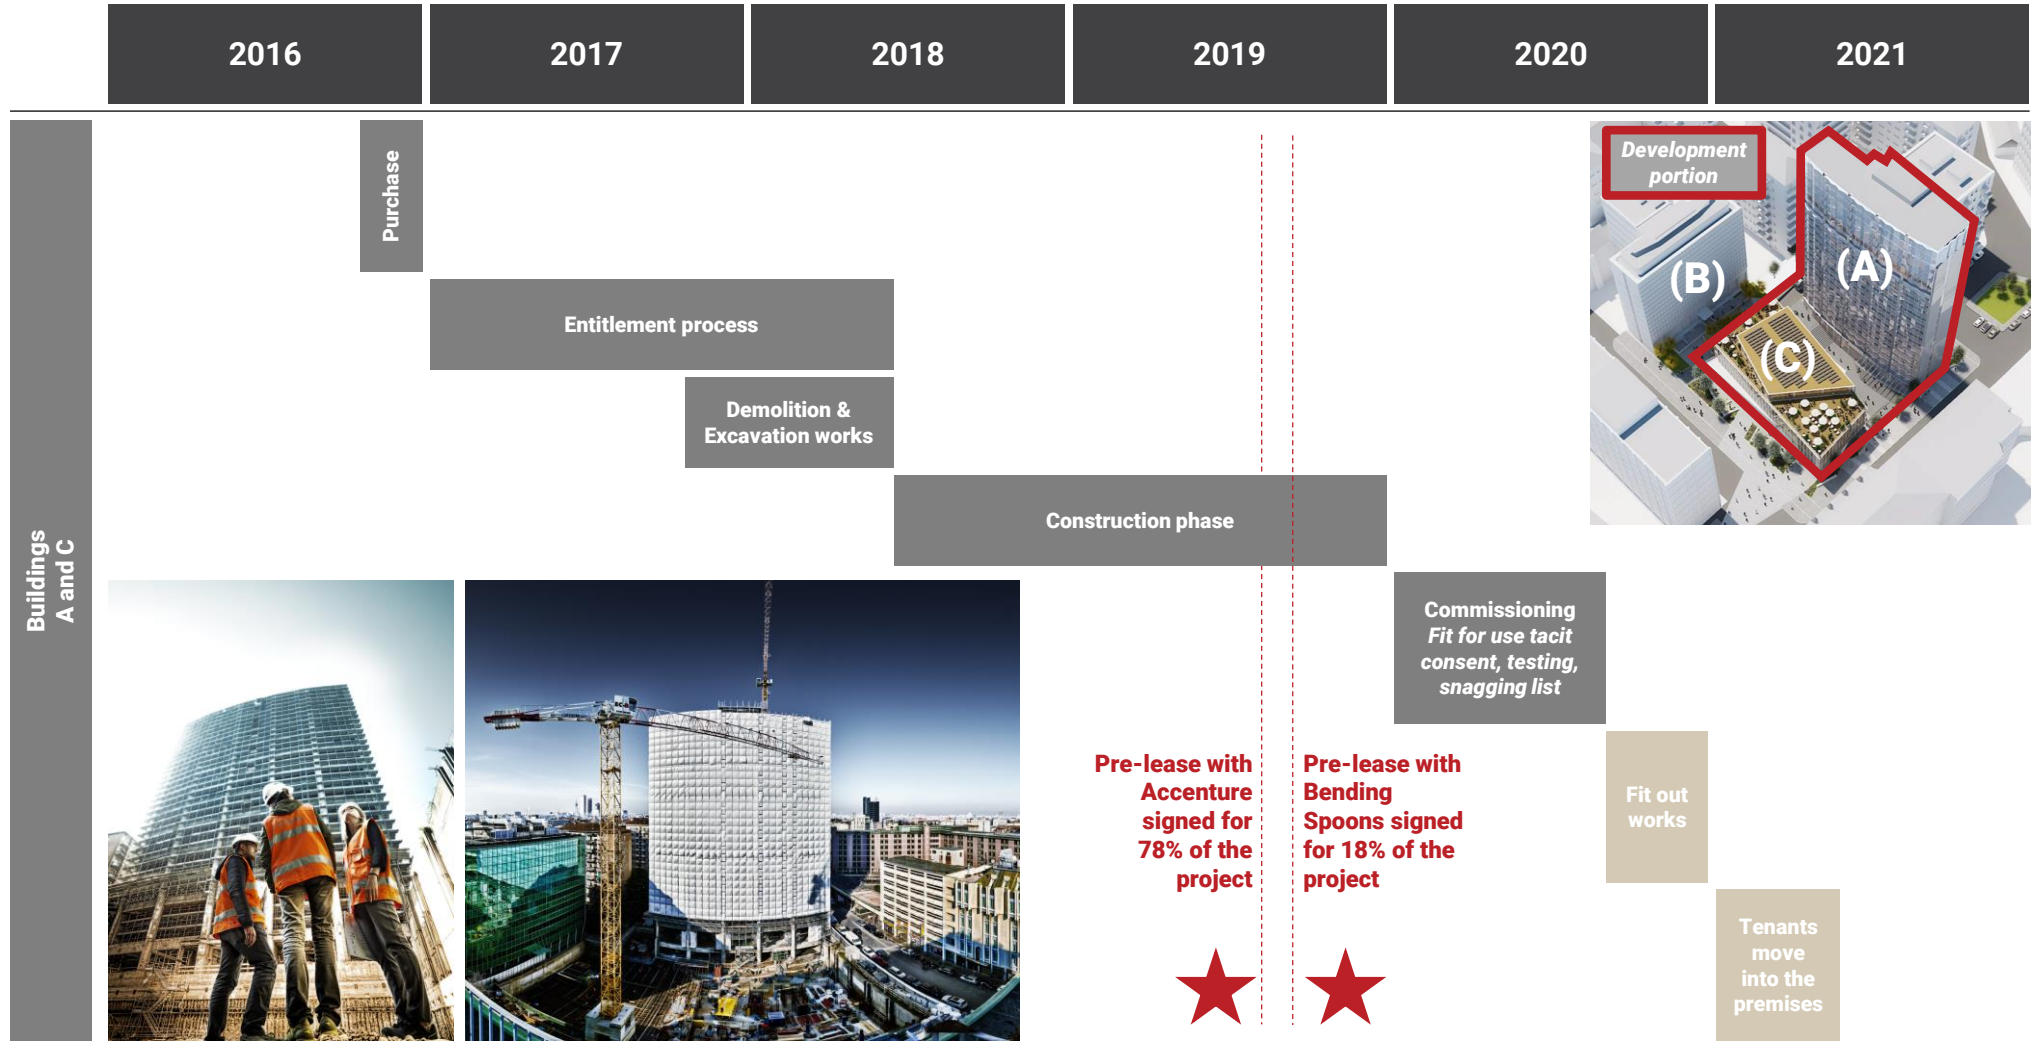 2016
2017
2018
2019
2020
2021
Buildings
A and C
Purchase
Development
portion
(A)
(B)
(C)
Entitlement process
Demolition &
Excavation works
Construction phase
Commissioning
Fit for use tacit
consent, testing,
snagging list
Pre-lease with
Accenture
signed for
78% of the
project
Pre-lease with
Bending
Spoons signed
for 18% of the
project
Fit out
works
Tenants
move
into the
premises